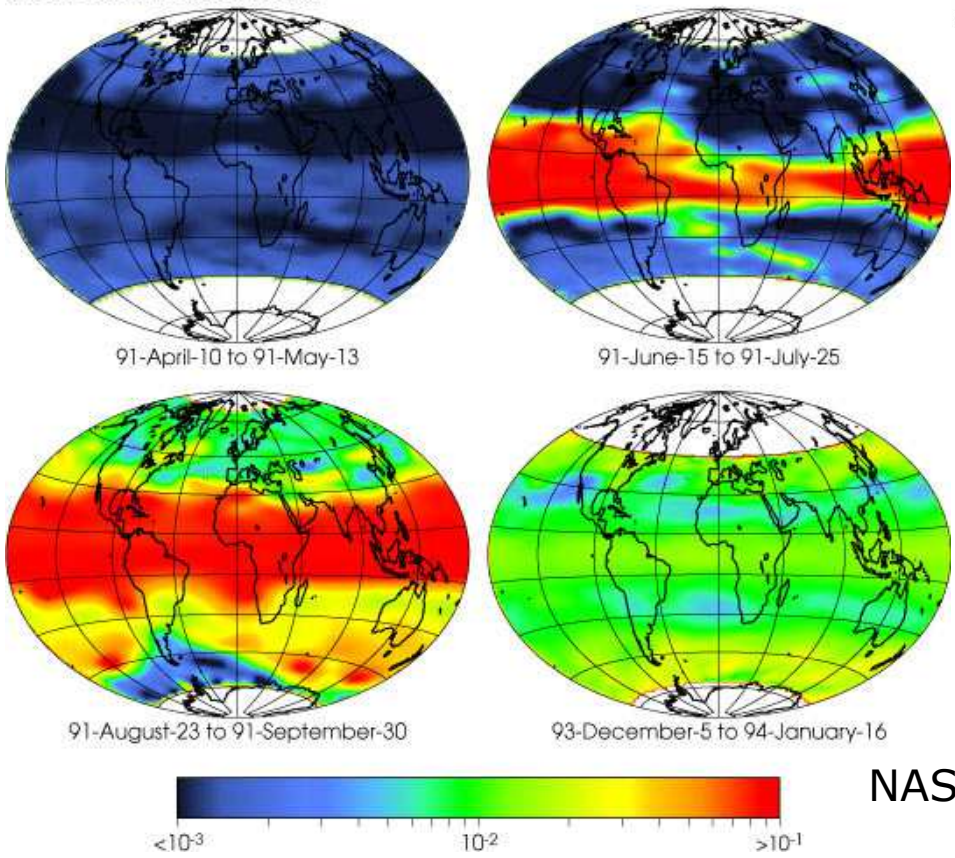 91-April-10 to 91-May-13
91-June-15 to 91-July-25
91-August-23 to 91-September-30
93-December-5 to 94-January-16
NAS
<10-3
10-2
>10-1